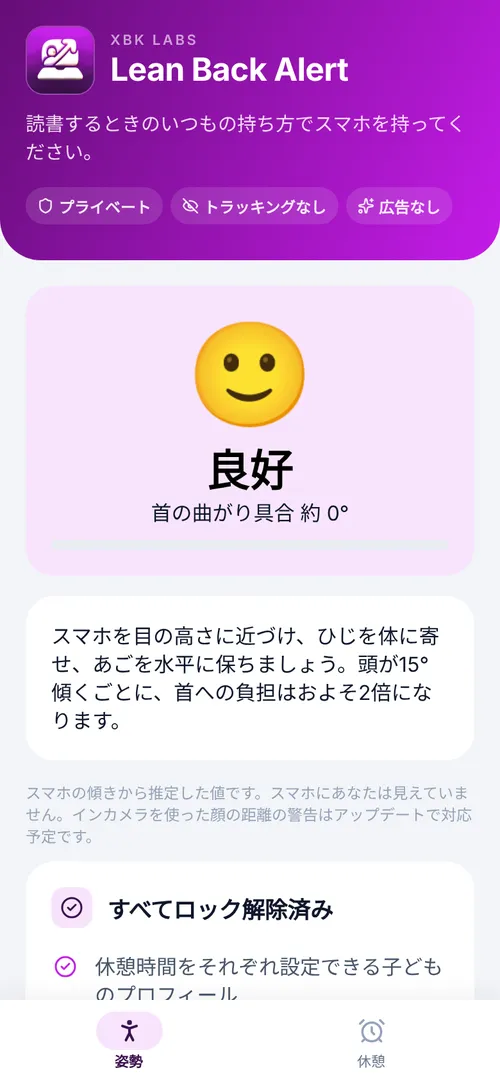 XBK LABS
Lean Back Alert
読書するときのいつもの持ち方でスマホを持ってく
ださい。
プライベート
トラッキングなし
広告なし
良好
首の曲がり具合 約 0°
スマホを目の高さに近づけ、ひじを体に寄
せ、あごを水平に保ちましょう。頭が15°
傾くごとに、首への負担はおよそ2倍にな
ります。
スマホの傾きから推定した値です。スマホにあなたは見えていま
せん。インカメラを使った顔の距離の警告はアップデートで対応
予定です。
すべてロック解除済み
休憩時間をそれぞれ設定できる子ども
のプロフィール
姿勢
休憩